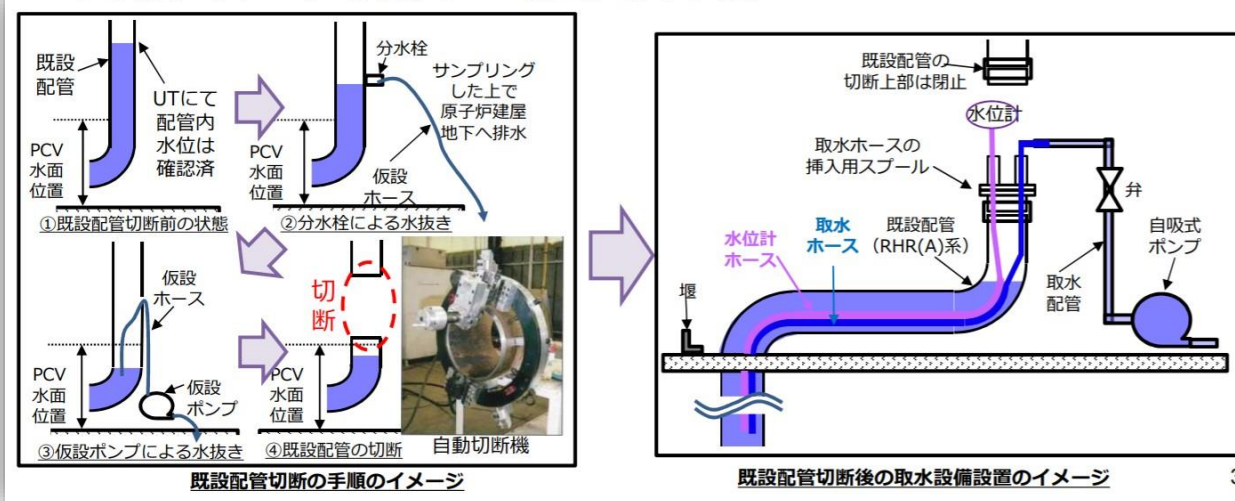 既設
配管
UTにて
配管内
水位は
確認済
PCV
水面
位置
①既設配管切断前の状態
分水栓
サンプリング
した上で
原子炉建屋
地下へ排水
PCV
水面
位置
仮設
ホース
②分水栓による水抜き
仮設
ホース
PCV
水面
位置
仮設
ポンプ
③仮設ポンプによる水抜き
切
断
PCV
水面
位置
④既設配管の切断
自動切断機
既設配管切断の手順のイメージ
既設配管の
切断上部は閉止
水位計
取水ホースの
挿入用スプール
弁
既設配管
(RHR(A)系)
自吸式
ポンプ
水位計
ホース
取水
ホース
取水
配管
堰
既設配管切断後の取水設備設置のイメージ